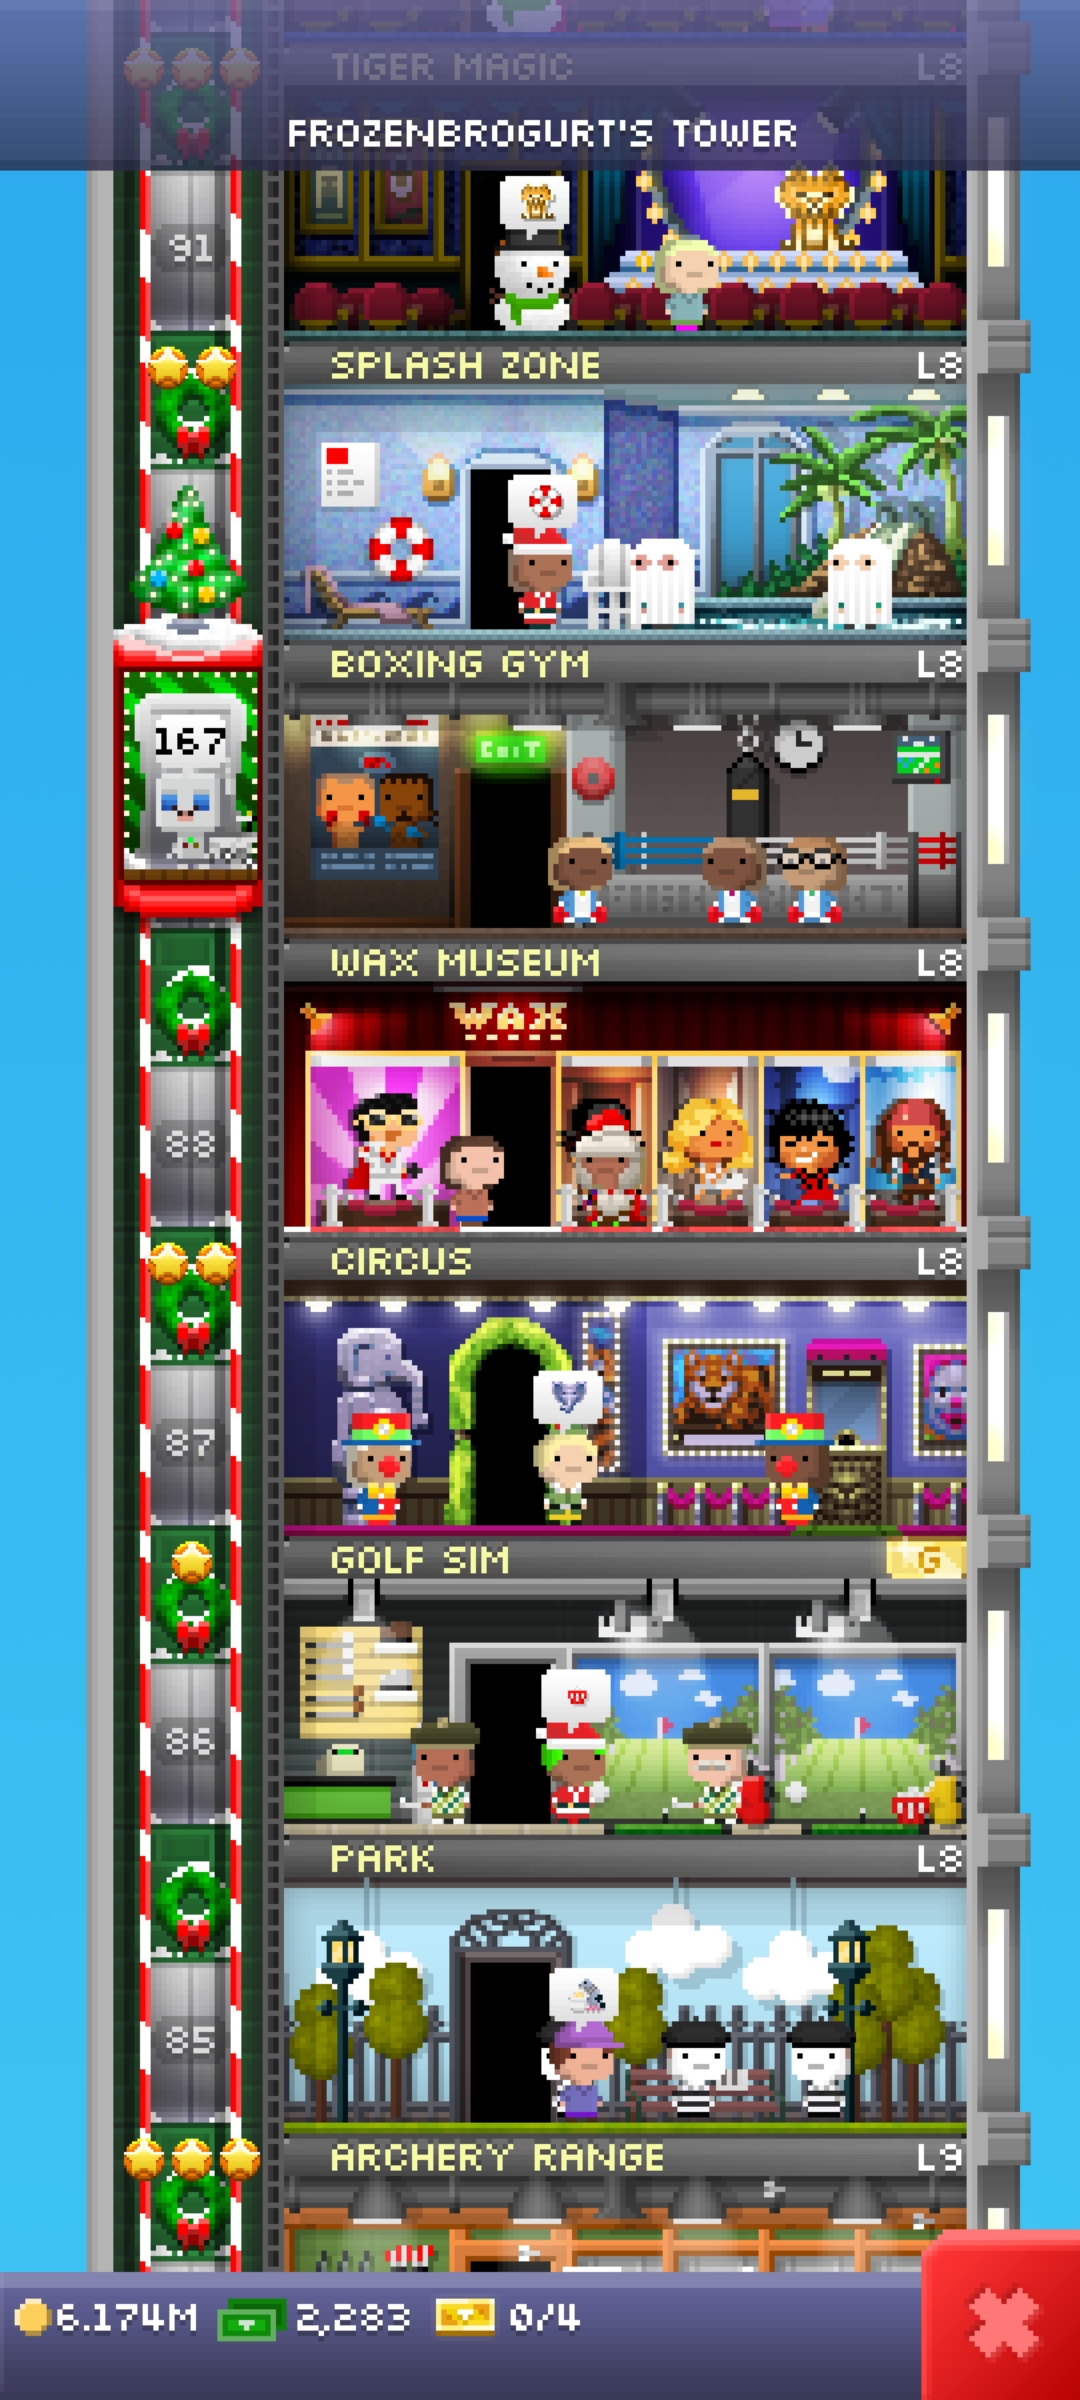 TIGER MAGIC L8
FROZENBROGURT'S TOWER
91
SPLASH ZONE L8
BOXING GYM L8
167
EXIT
WAX MUSEUM L8
WAX
88
CIRCUS L8
87
GOLF SIM G
86
PARK L8
85
ARCHERY RANGE L9
6.174M 2,283 0/4